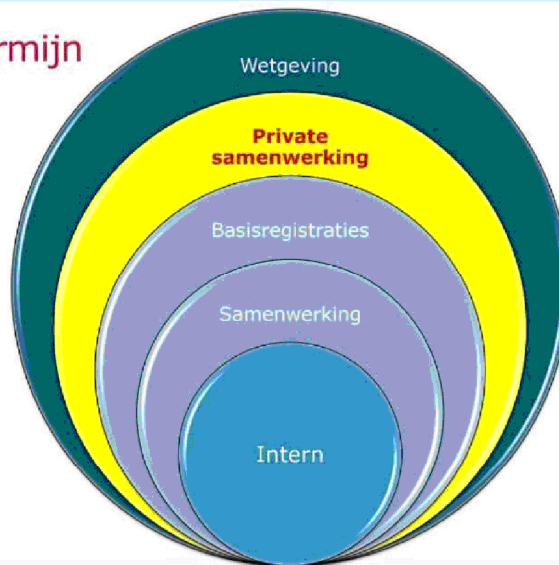 rmijn
Wetgeving
Private
samenwerking
Basisregistraties
Samenwerking
Intern